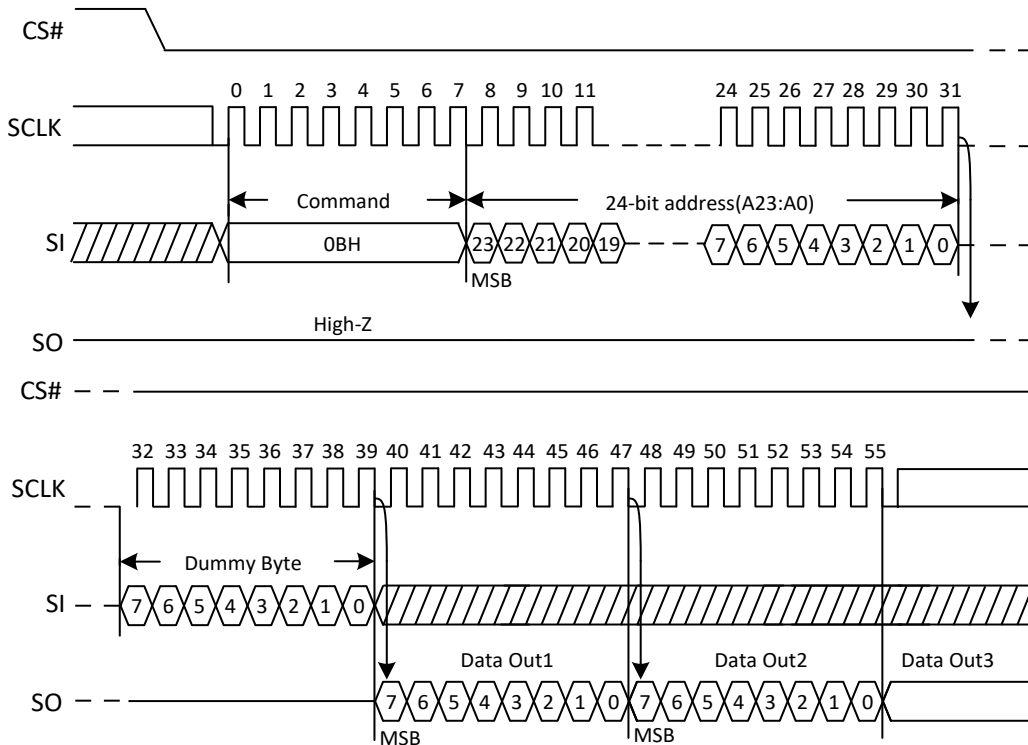 CS#
0 1 2 3 4 5 6 7 8 9 10 11 24 25 26 27 28 29 30 31
SCLK
Command 24-bit address(A23:A0)
SI 0BH 23 22 21 20 19 7 6 5 4 3 2 1 0
MSB
High-Z
SO
CS#
32 33 34 35 36 37 38 39 40 41 42 43 44 45 46 47 48 49 50 51 52 53 54 55
SCLK
Dummy Byte
SI 7 6 5 4 3 2 1 0
Data Out1 Data Out2 Data Out3
SO 7 6 5 4 3 2 1 0 7 6 5 4 3 2 1 0
MSB MSB